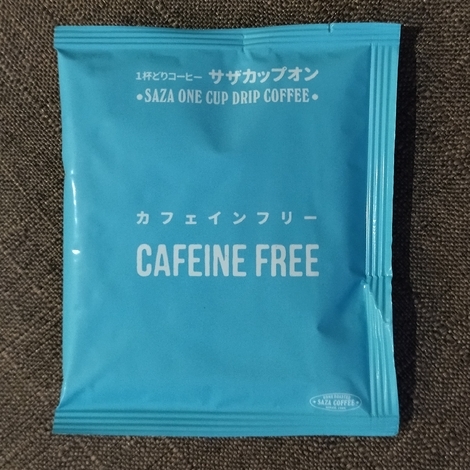 1杯どりコーヒー サザカップオン
•SAZA ONE CUP DRIP COFFEE•
カフェインフリー
CAFEINE FREE
SAZA COFFEE